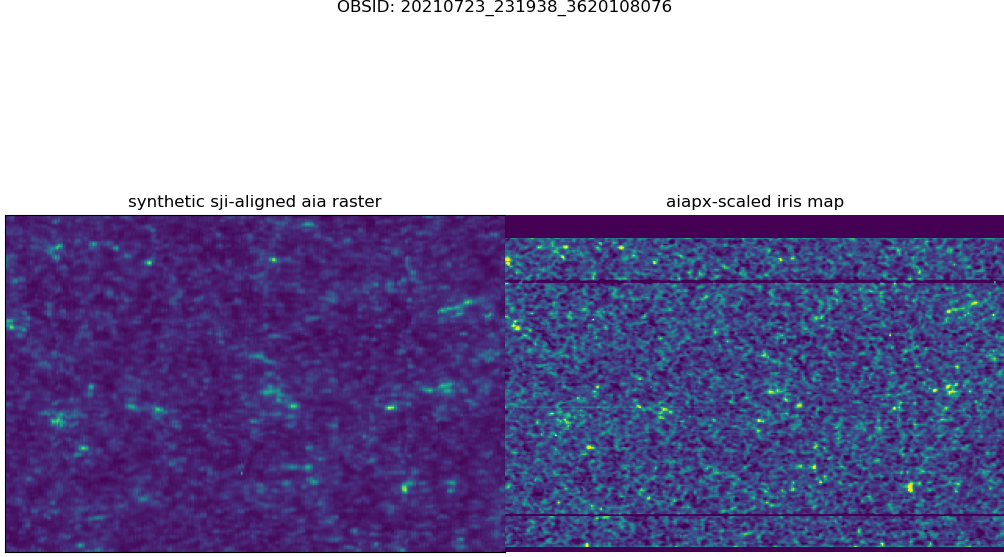 OBSID: 20210723_231938_3620108076
synthetic sji-aligned aia raster
aiapx-scaled iris map